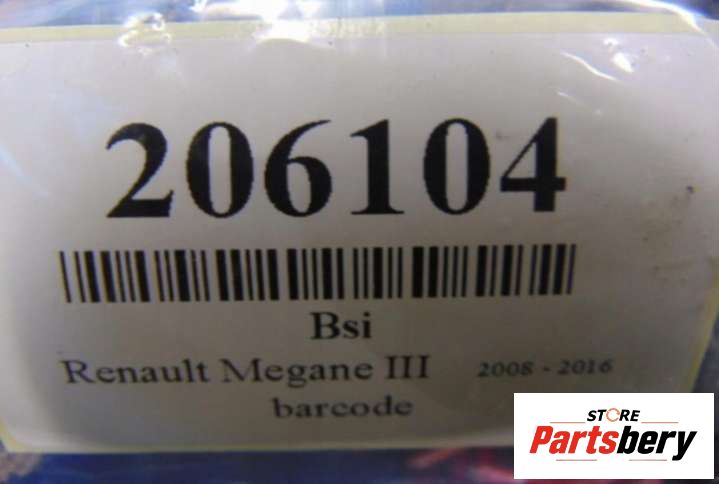 206104
Bsi
Renault Megane III 2008 - 2016
barcode
STORE
Partsbery